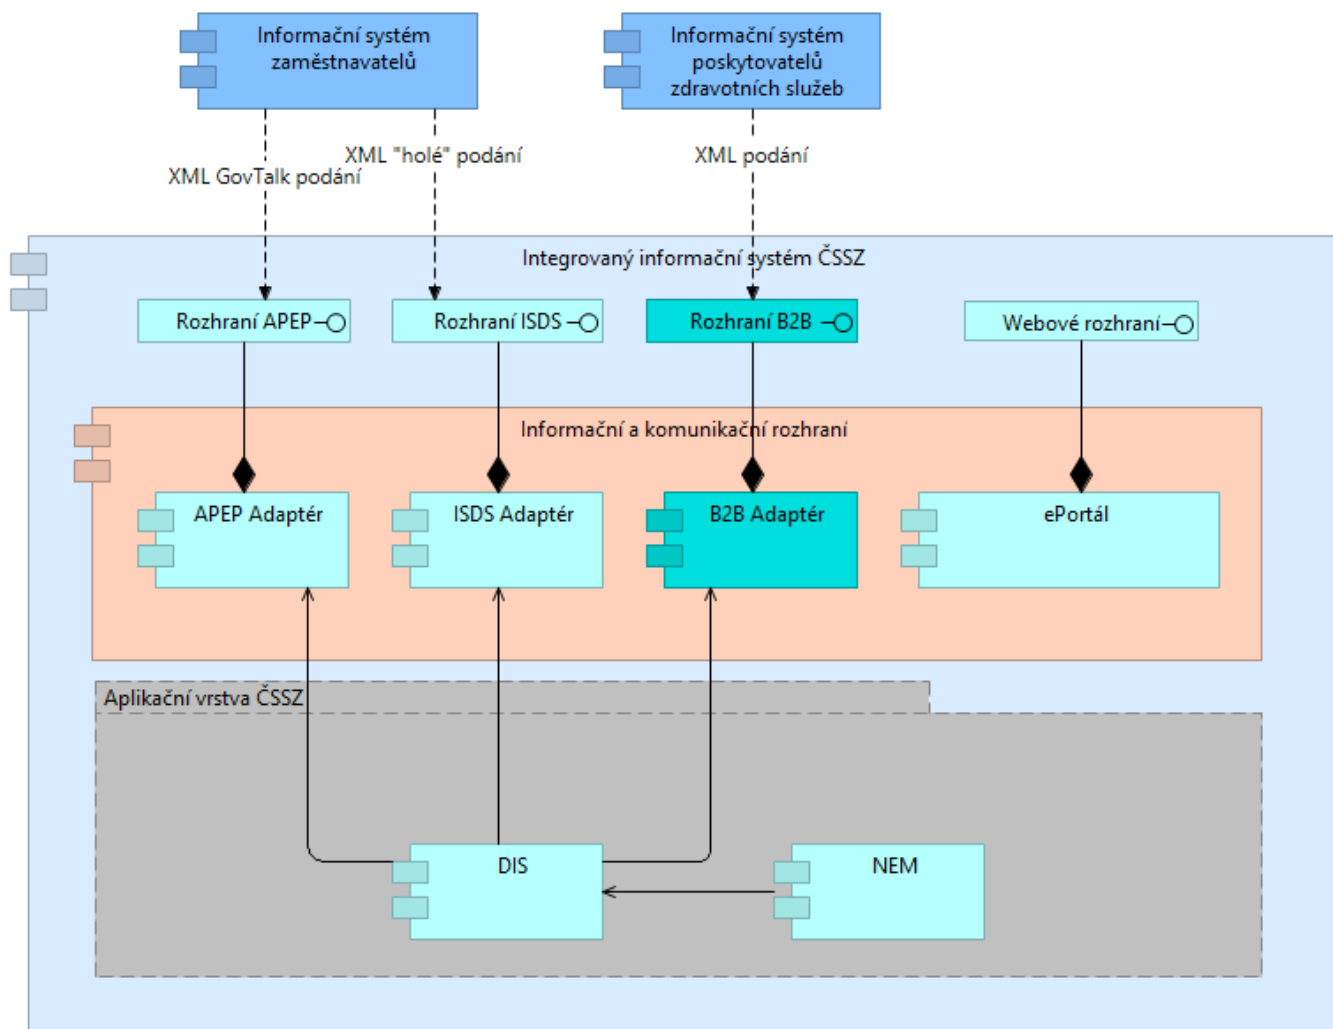 Informační systém
zaměstnavatelů
Informační systém
poskytovatelů
zdravotních služeb
XML "holé" podání
XML podání
XML GovTalk podání
Integrovaný informační systém ČSSZ
Rozhraní APEP
Rozhraní ISDS
Rozhraní B2B
Webové rozhraní
Informační a komunikační rozhraní
APEP Adaptér
ISDS Adaptér
B2B Adaptér
ePortál
Aplikační vrstva ČSSZ
DIS
NEM